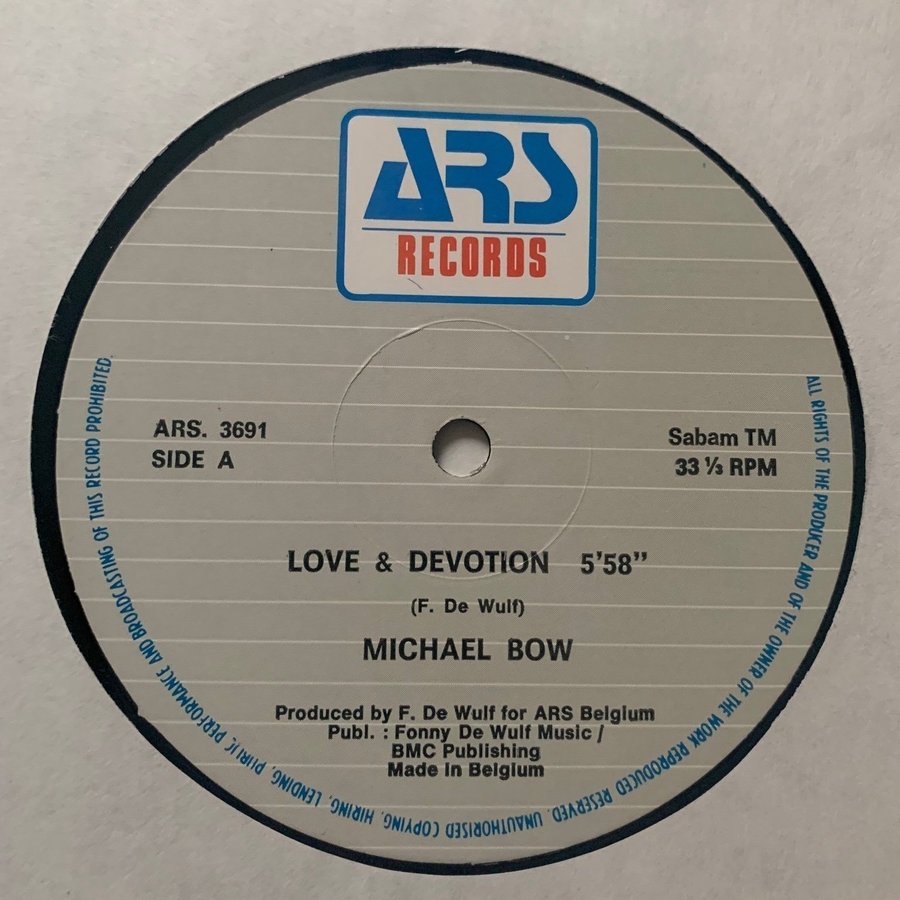 ARS
RECORDS
ARS. 3691
SIDE A
Sabam TM
33 ⅓ RPM
LOVE & DEVOTION 5'58"
(F. De Wulf)
MICHAEL BOW
Produced by F. De Wulf for ARS Belgium
Publ. : Fonny De Wulf Music /
BMC Publishing
Made in Belgium
ALL RIGHTS OF THE PRODUCER AND OF THE OWNER OF THE WORK REPRODUCED RESERVED. UNAUTHORISED COPYING, HIRING, LENDING, PUBLIC PERFORMANCE AND BROADCASTING OF THIS RECORD PROHIBITED.